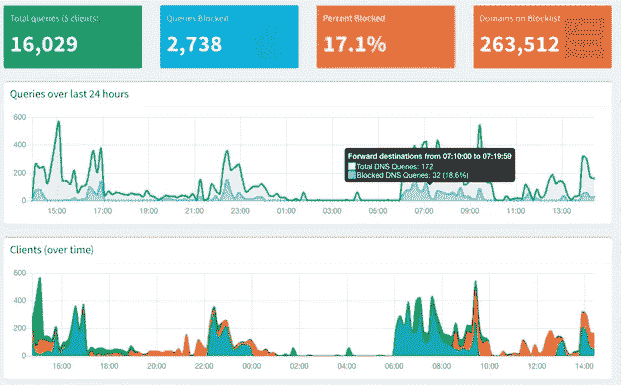 Total queries (5 clients)
Queries Blocked
Percent Blocked
Domains on Blocklist
16,029
2,738
17.1%
263,512
Queries over last 24 hours
600
400
200
0
Forward destinations from 07:10:00 to 07:19:59
Total DNS Queries: 172
Blocked DNS Queries: 32 (18.6%)
15:00 17:00 19:00 21:00 23:00 01:00 03:00 05:00 07:00 09:00 11:00 13:00
Clients (over time)
600
400
200
0
16:00 18:00 20:00 22:00 00:00 02:00 04:00 06:00 08:00 10:00 12:00 14:00